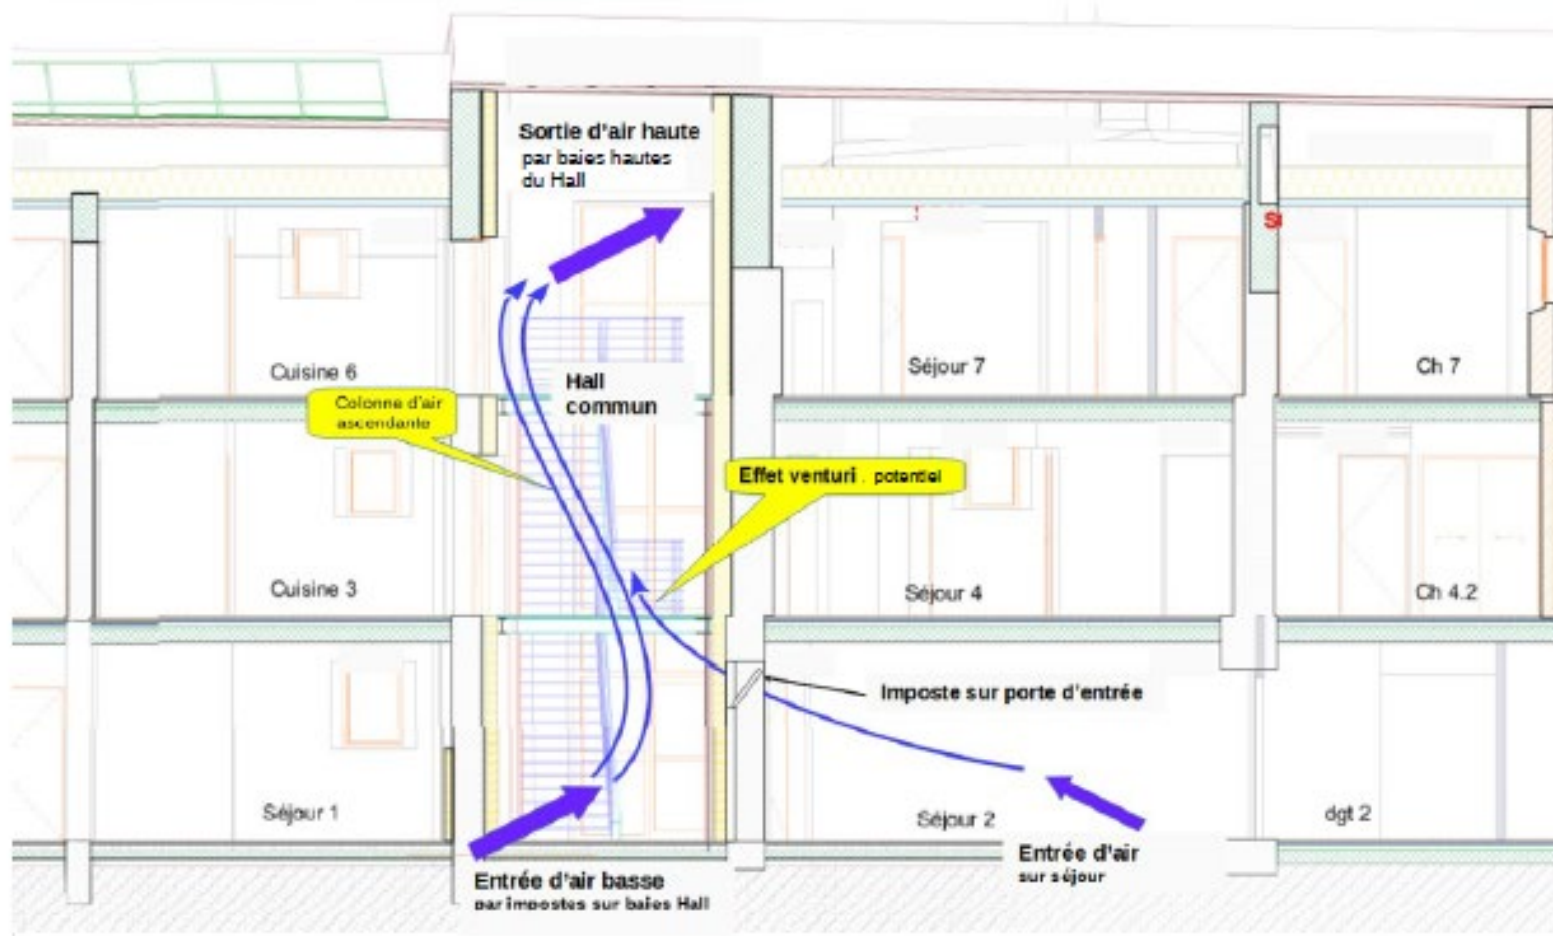 Sortie d'air haute
par baies hautes
du Hall
St
Cuisine 6
Séjour 7
Ch 7
Hall
commun
Colonne d'air
ascendante
Effet venturi . potentiel
Cuisine 3
Séjour 4
Ch 4.2
Imposte sur porte d'entrée
Séjour 1
Séjour 2
dgt 2
Entrée d'air
sur séjour
Entrée d'air basse
par impostes sur baies Hall